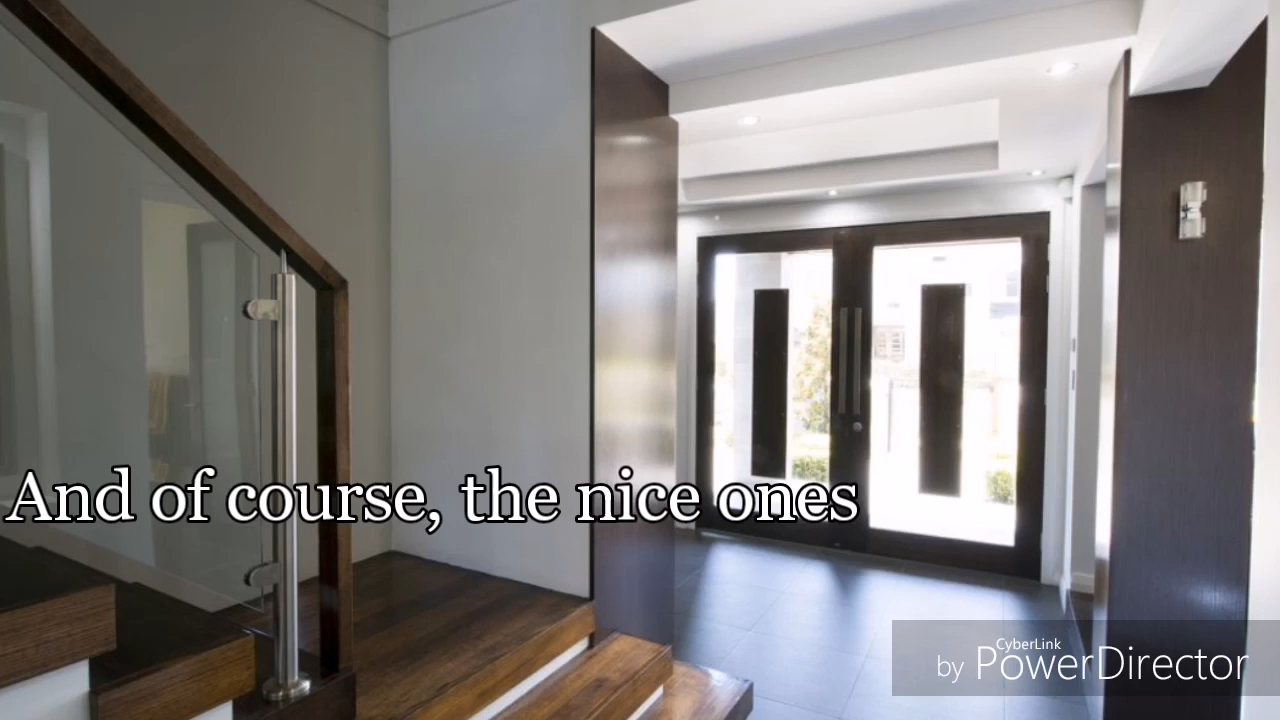 And of course, the nice ones
CyberLink
by PowerDirector